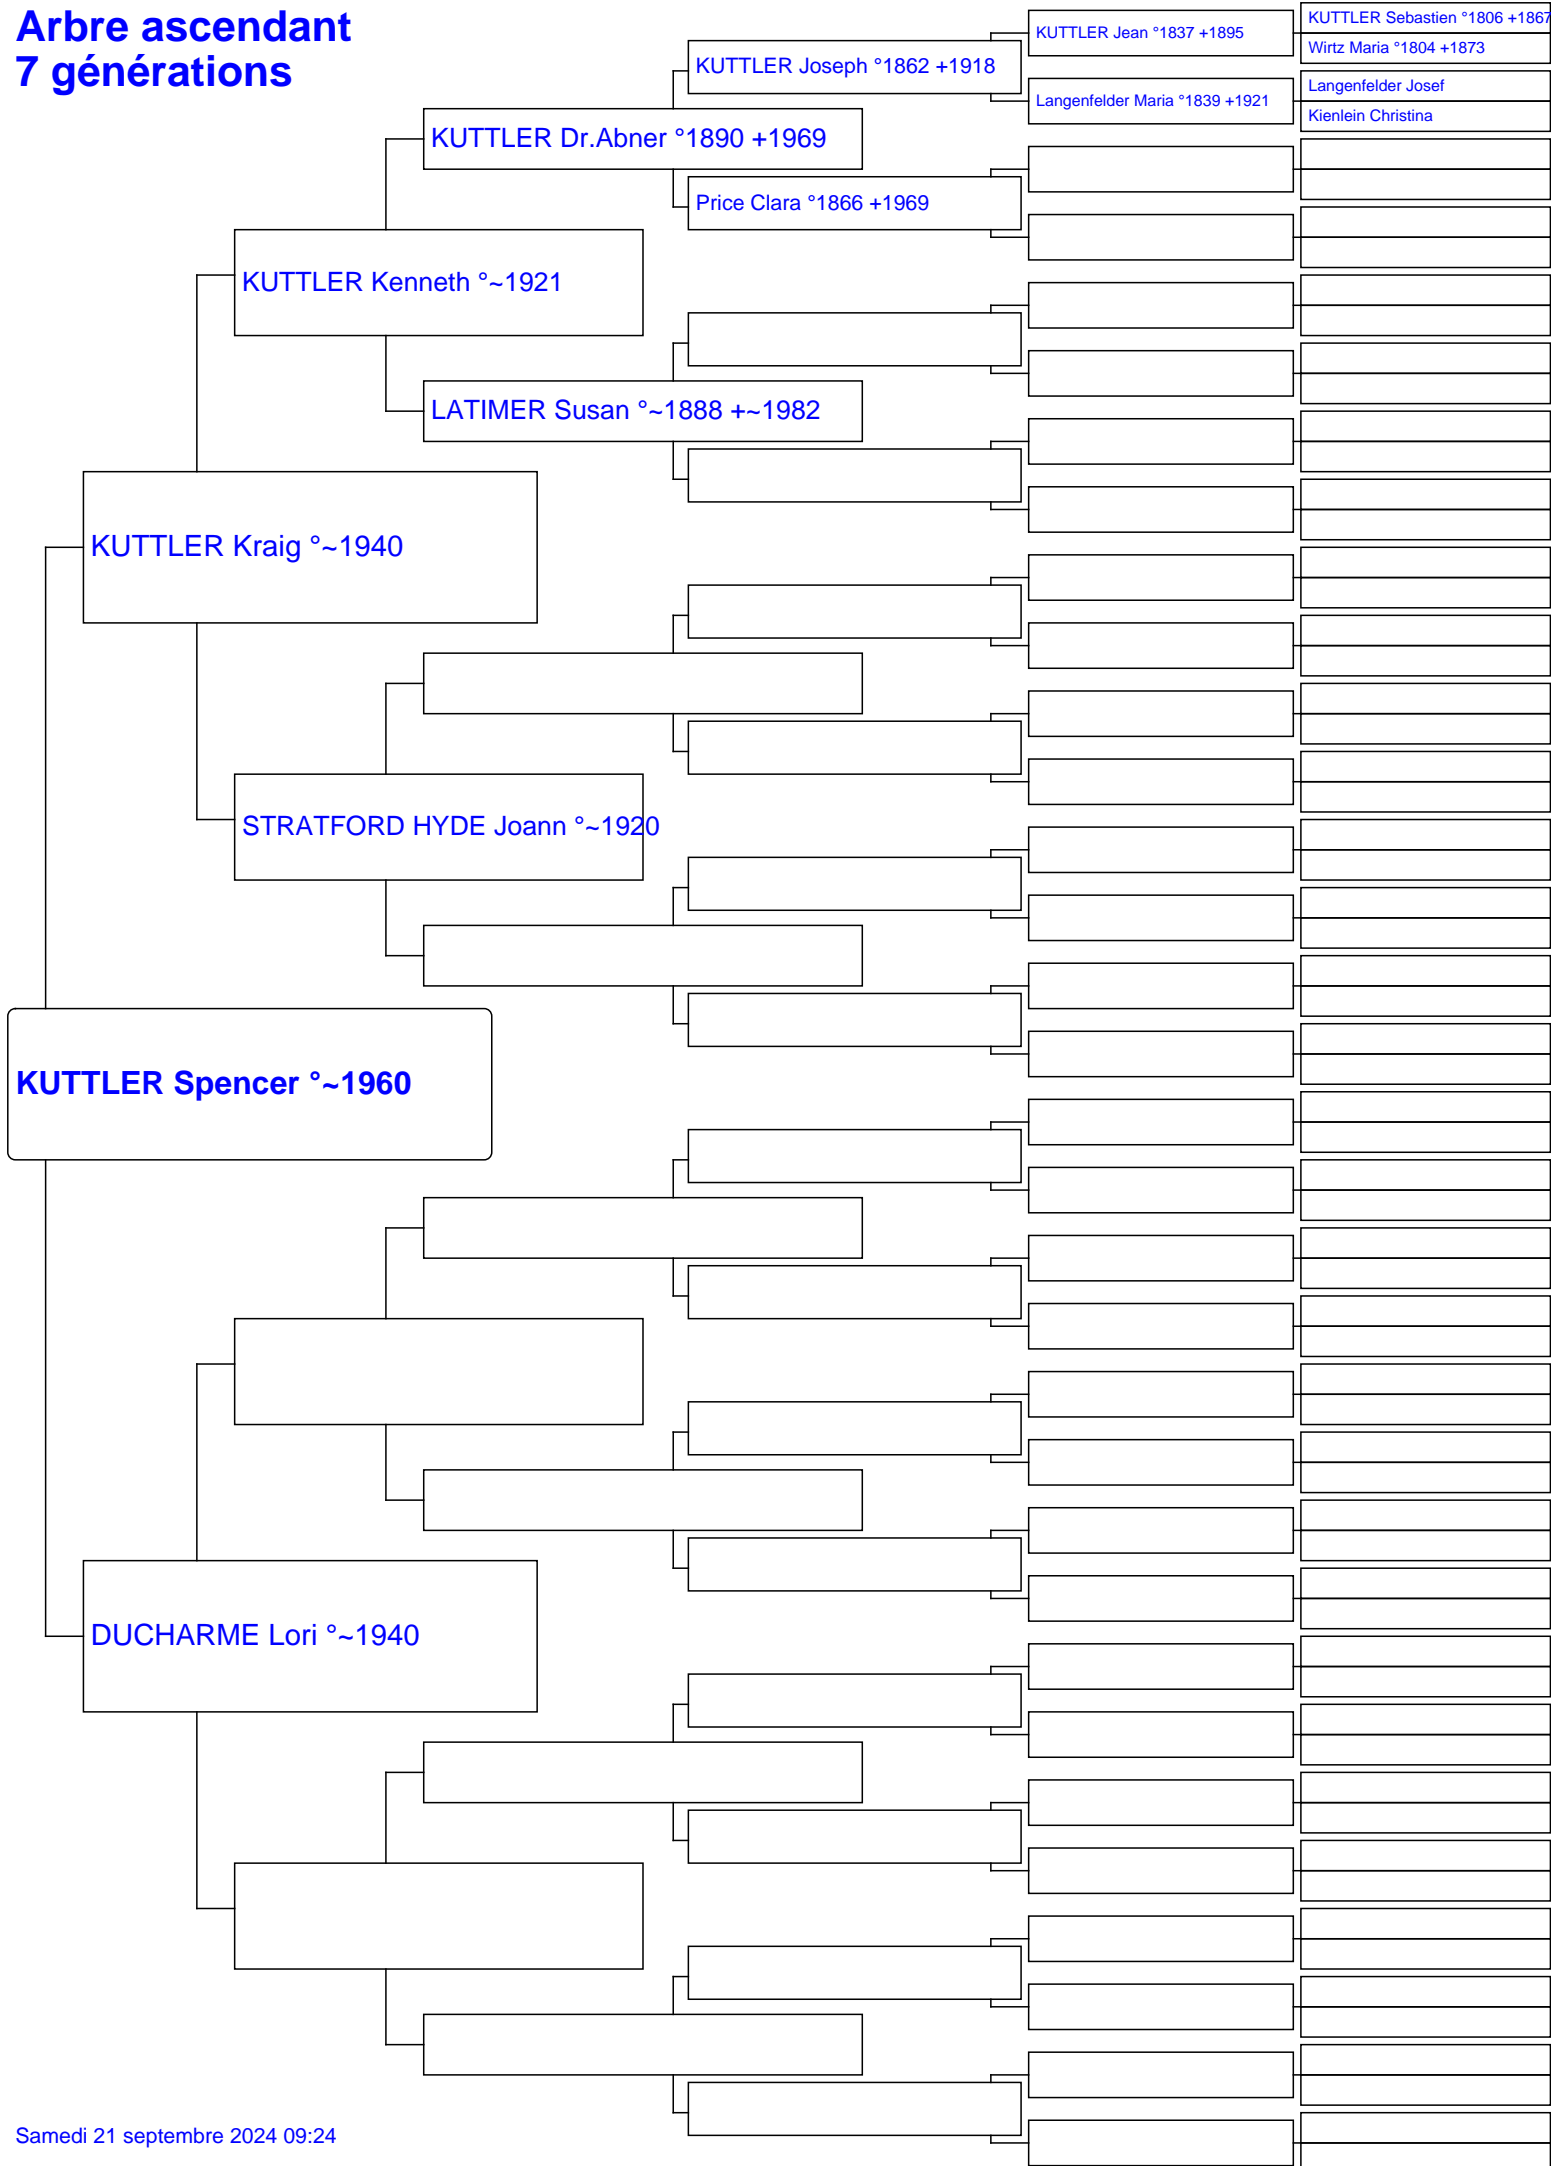 Arbre ascendant
7 générations
KUTTLER Sebastien °1806 +1867
KUTTLER Jean °1837 +1895
Wirtz Maria °1804 +1873
KUTTLER Joseph °1862 +1918
Langenfelder Josef
Langenfelder Maria °1839 +1921
Kienlein Christina
KUTTLER Dr.Abner °1890 +1969
Price Clara °1866 +1969
KUTTLER Kenneth °~1921
LATIMER Susan °~1888 +~1982
KUTTLER Kraig °~1940
STRATFORD HYDE Joann °~1920
KUTTLER Spencer °~1960
DUCHARME Lori °~1940
Samedi 21 septembre 2024 09:24